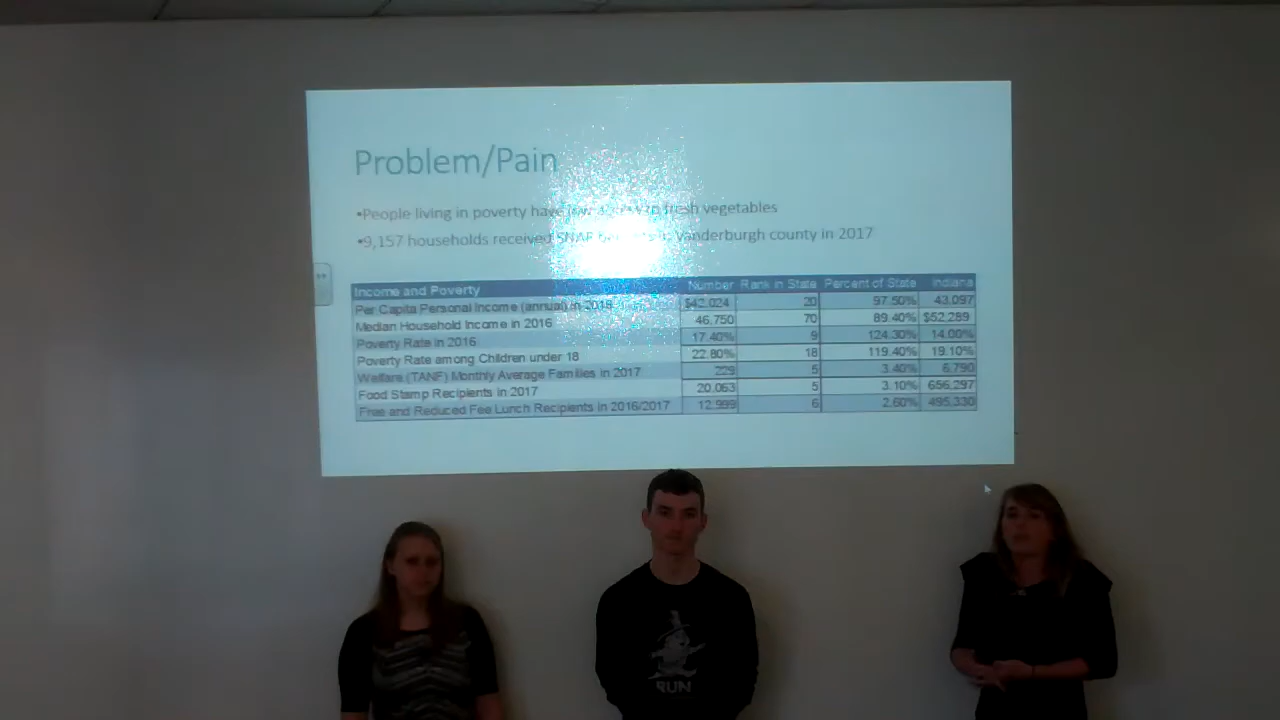 Problem/Pain
•People living in poverty have fresh vegetables
•9,157 households received SNAP Vanderburgh county in 2017
Income and Poverty Number Rank in State Percent of State Indiana
Per Capita Personal Income (annual) in $42,024 20 97.50% 43,097
Median Household Income in 2016 46,750 70 89.40% $52,289
Poverty Rate in 2016 17.40% 9 124.30% 14.00%
Poverty Rate among Children under 18 22.80% 18 119.40% 19.10%
Welfare (TANF) Monthly Average Families in 2017 229 5 3.40% 6,790
Food Stamp Recipients in 2017 20,063 5 3.10% 656,297
Free and Reduced Fee Lunch Recipients in 2016/2017 12,999 6 2.60% 495,330
RUN